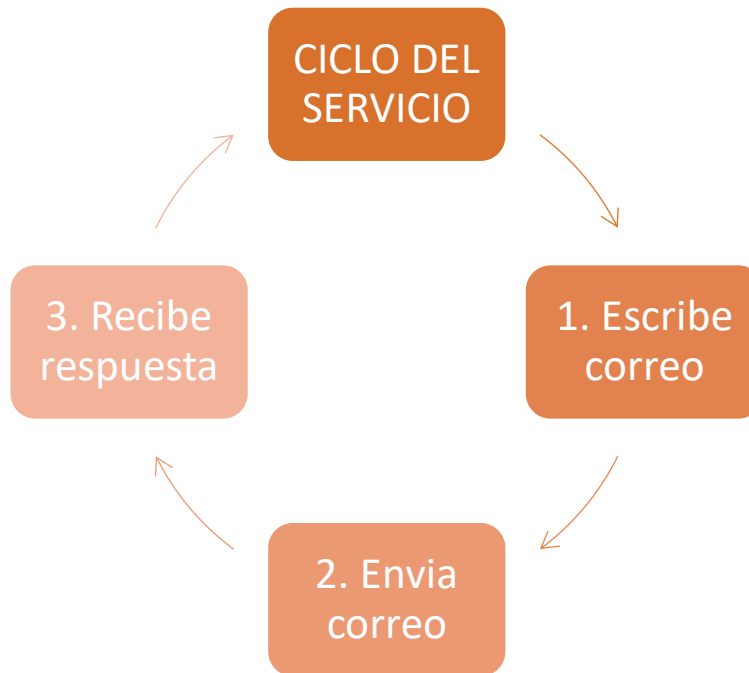 CICLO DEL
SERVICIO
1. Escribe
correo
2. Envia
correo
3. Recibe
respuesta